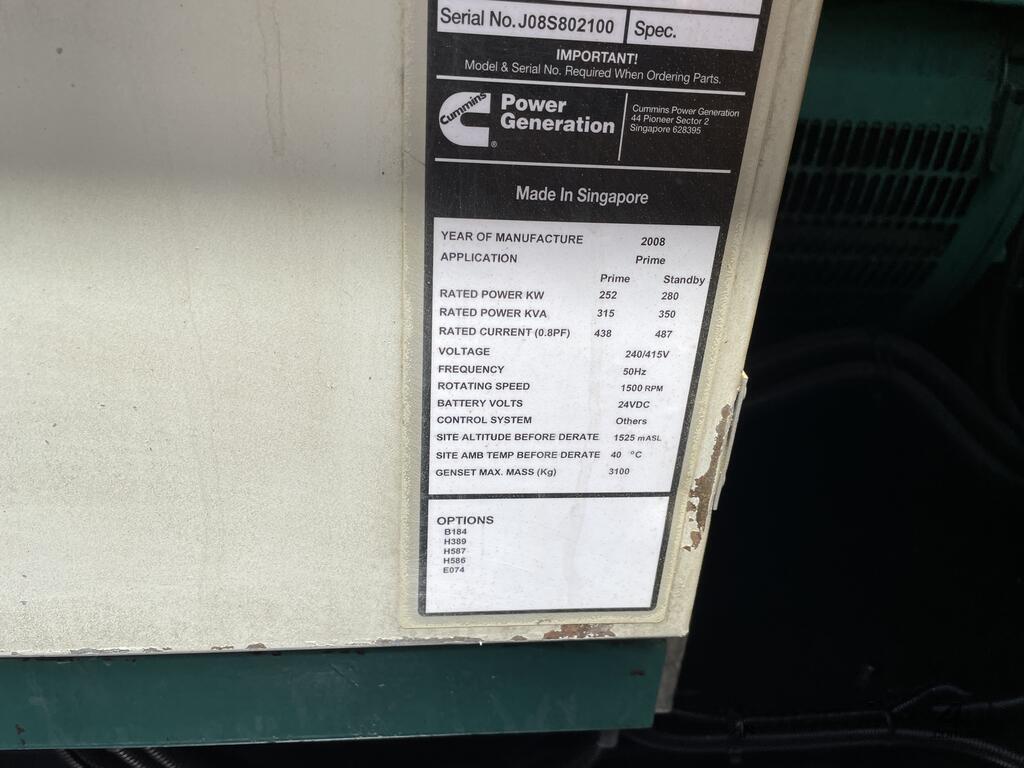 Serial No. J08S802100 Spec.
IMPORTANT!
Model & Serial No. Required When Ordering Parts.
Cummins
Power
Generation
®
Cummins Power Generation
44 Pioneer Sector 2
Singapore 628395
Made In Singapore
YEAR OF MANUFACTURE 2008
APPLICATION Prime
Prime Standby
RATED POWER KW 252 280
RATED POWER KVA 315 350
RATED CURRENT (0.8PF) 438 487
VOLTAGE 240/415V
FREQUENCY 50Hz
ROTATING SPEED 1500 RPM
BATTERY VOLTS 24VDC
CONTROL SYSTEM Others
SITE ALTITUDE BEFORE DERATE 1525 mASL
SITE AMB TEMP BEFORE DERATE 40 °C
GENSET MAX. MASS (Kg) 3100
OPTIONS
B184
H389
H587
H586
E074